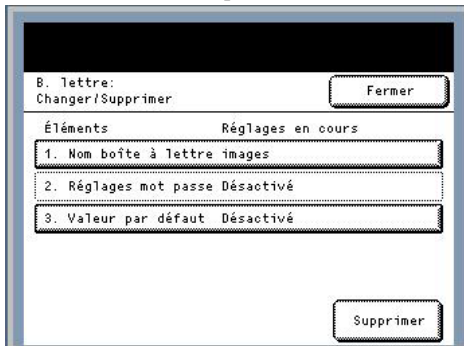 B. lettre:
Changer/Supprimer
Fermer
Éléments Réglages en cours
1. Nom boîte à lettre images
2. Réglages mot passe Désactivé
3. Valeur par défaut Désactivé
Supprimer